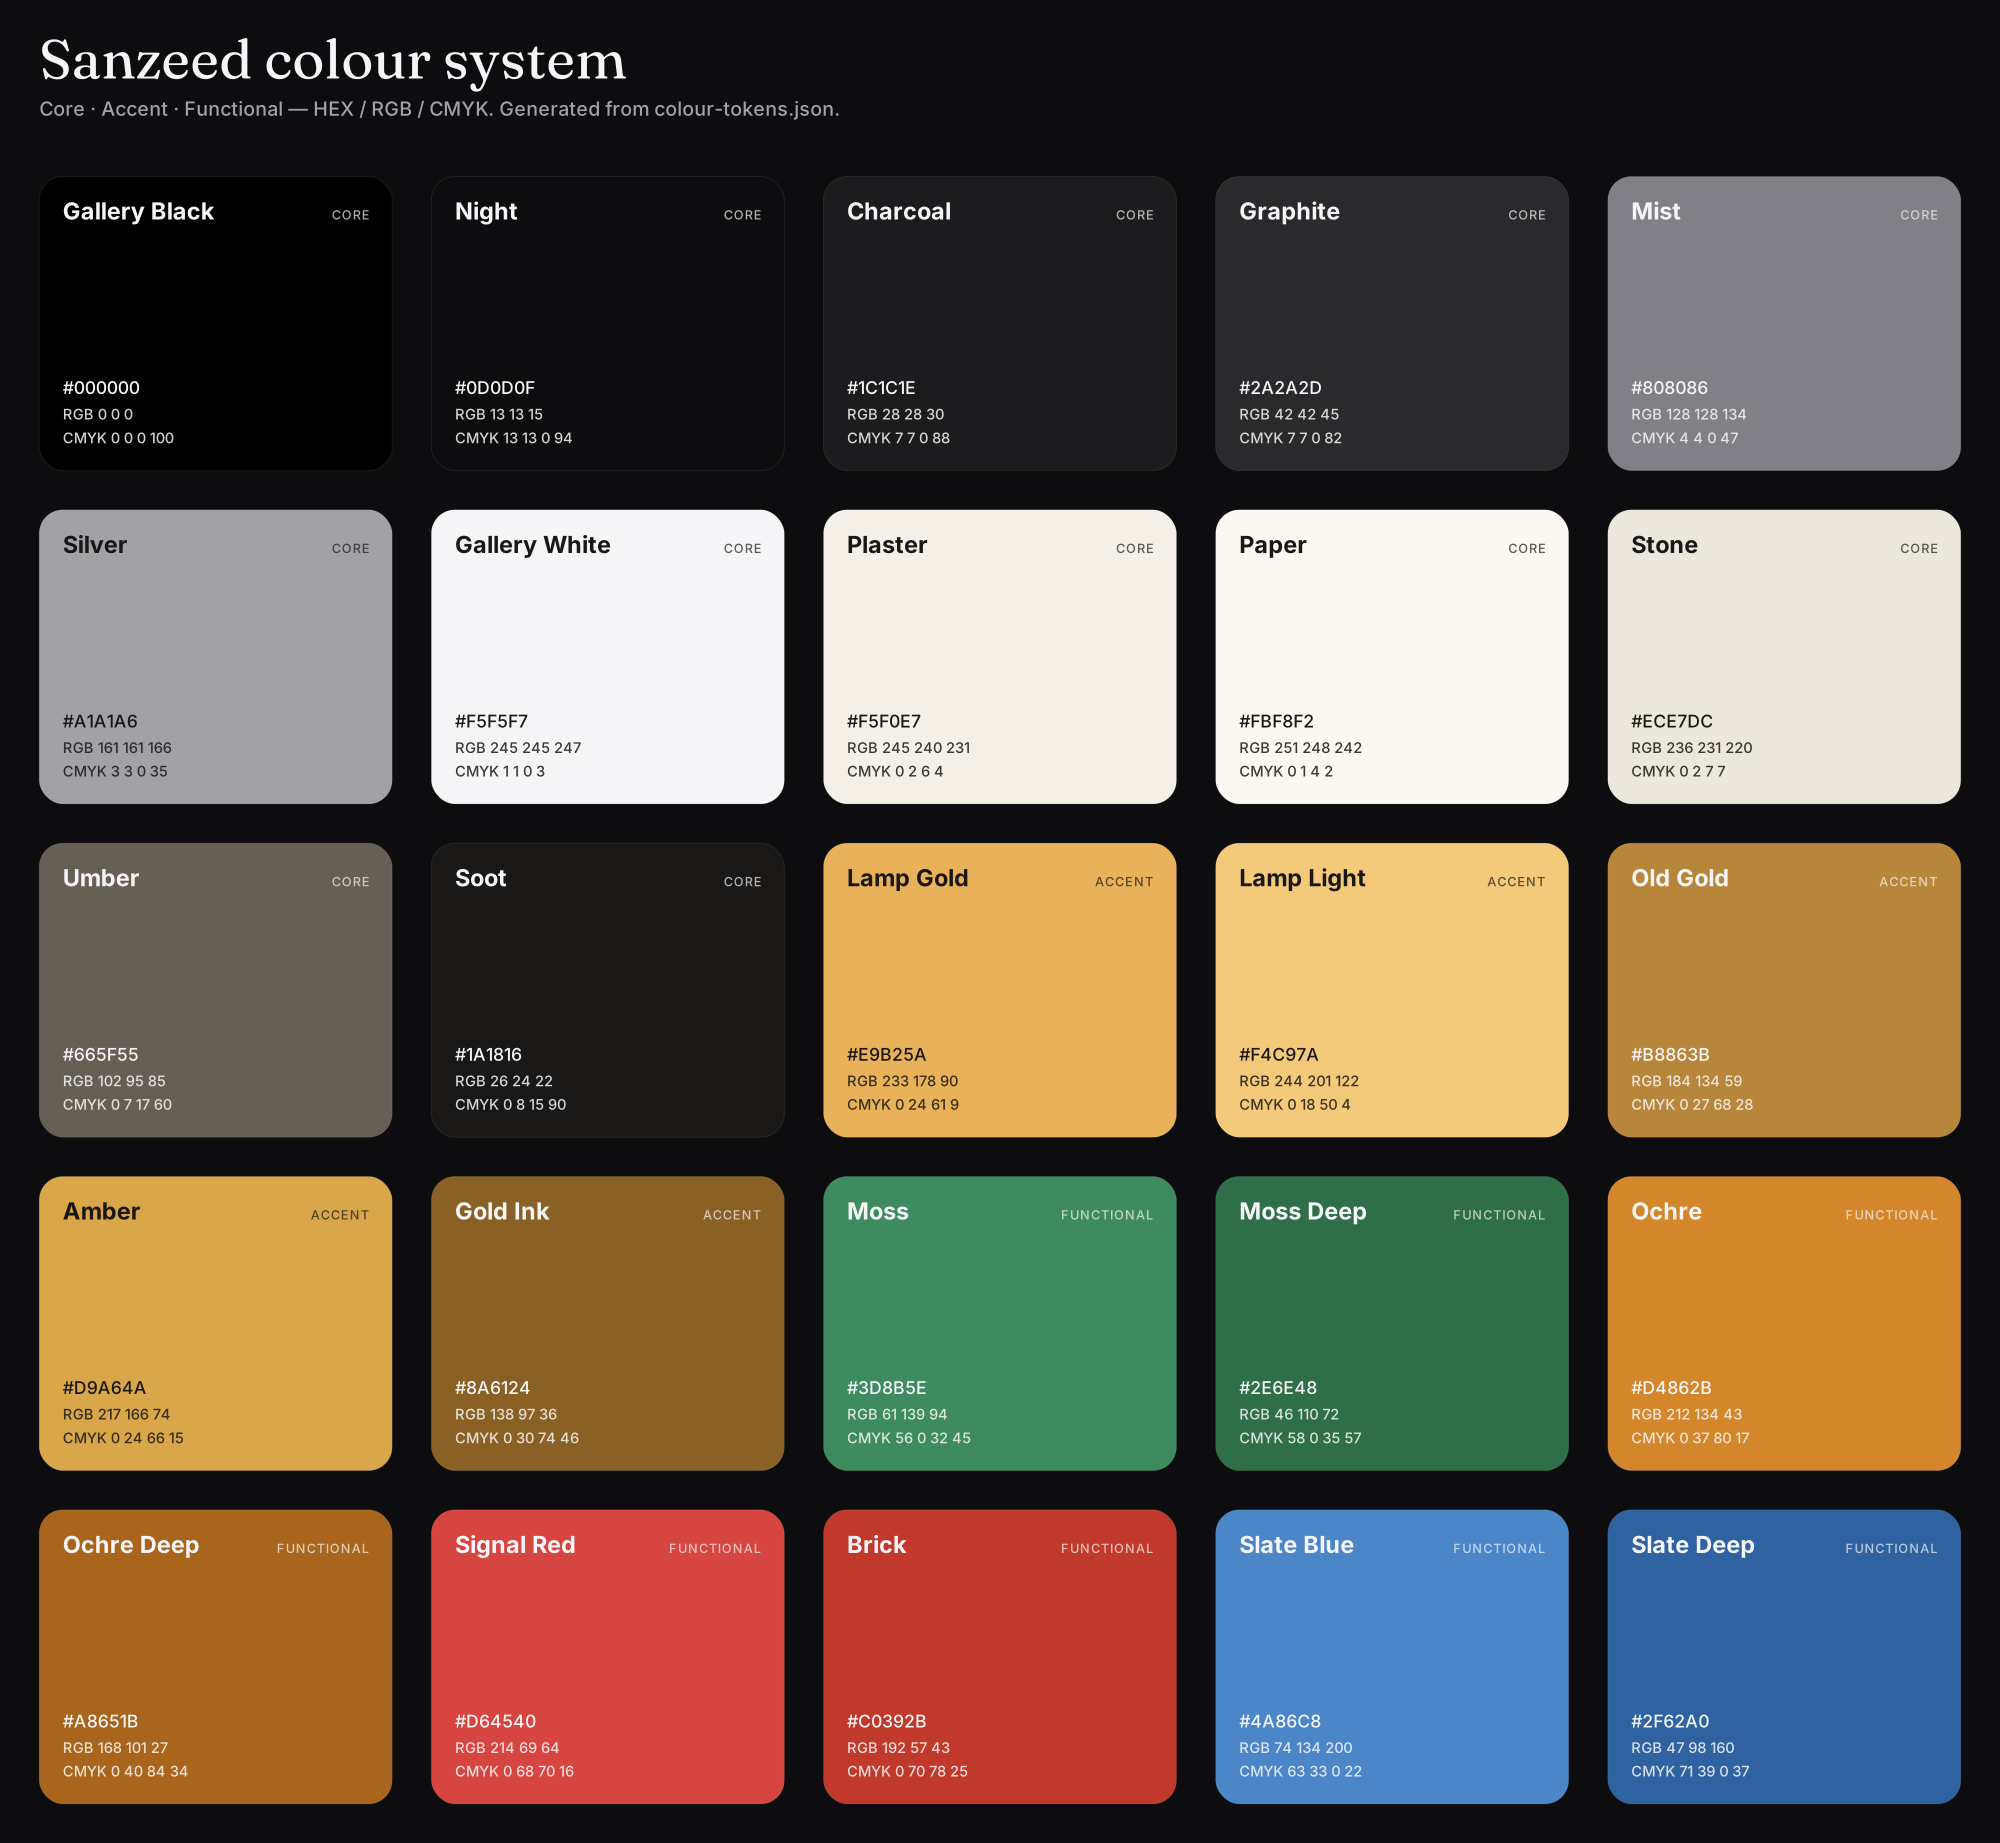 Sanzeed colour system
Core · Accent · Functional — HEX / RGB / CMYK. Generated from colour-tokens.json.
Gallery Black CORE
#000000
RGB 0 0 0
CMYK 0 0 0 100
Night CORE
#0D0D0F
RGB 13 13 15
CMYK 13 13 0 94
Charcoal CORE
#1C1C1E
RGB 28 28 30
CMYK 7 7 0 88
Graphite CORE
#2A2A2D
RGB 42 42 45
CMYK 7 7 0 82
Mist CORE
#808086
RGB 128 128 134
CMYK 4 4 0 47
Silver CORE
#A1A1A6
RGB 161 161 166
CMYK 3 3 0 35
Gallery White CORE
#F5F5F7
RGB 245 245 247
CMYK 1 1 0 3
Plaster CORE
#F5F0E7
RGB 245 240 231
CMYK 0 2 6 4
Paper CORE
#FBF8F2
RGB 251 248 242
CMYK 0 1 4 2
Stone CORE
#ECE7DC
RGB 236 231 220
CMYK 0 2 7 7
Umber CORE
#665F55
RGB 102 95 85
CMYK 0 7 17 60
Soot CORE
#1A1816
RGB 26 24 22
CMYK 0 8 15 90
Lamp Gold ACCENT
#E9B25A
RGB 233 178 90
CMYK 0 24 61 9
Lamp Light ACCENT
#F4C97A
RGB 244 201 122
CMYK 0 18 50 4
Old Gold ACCENT
#B8863B
RGB 184 134 59
CMYK 0 27 68 28
Amber ACCENT
#D9A64A
RGB 217 166 74
CMYK 0 24 66 15
Gold Ink ACCENT
#8A6124
RGB 138 97 36
CMYK 0 30 74 46
Moss FUNCTIONAL
#3D8B5E
RGB 61 139 94
CMYK 56 0 32 45
Moss Deep FUNCTIONAL
#2E6E48
RGB 46 110 72
CMYK 58 0 35 57
Ochre FUNCTIONAL
#D4862B
RGB 212 134 43
CMYK 0 37 80 17
Ochre Deep FUNCTIONAL
#A8651B
RGB 168 101 27
CMYK 0 40 84 34
Signal Red FUNCTIONAL
#D64540
RGB 214 69 64
CMYK 0 68 70 16
Brick FUNCTIONAL
#C0392B
RGB 192 57 43
CMYK 0 70 78 25
Slate Blue FUNCTIONAL
#4A86C8
RGB 74 134 200
CMYK 63 33 0 22
Slate Deep FUNCTIONAL
#2F62A0
RGB 47 98 160
CMYK 71 39 0 37